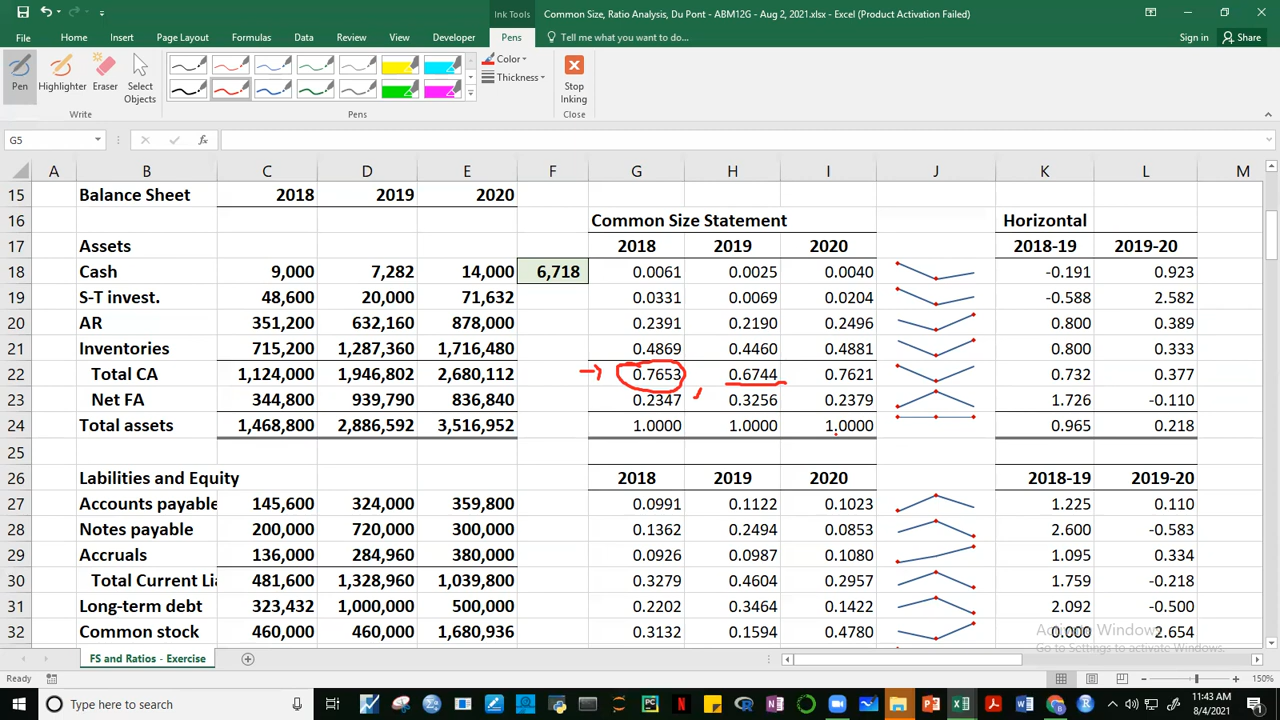 Ink Tools
Common Size, Ratio Analysis, Du Pont - ABM12G - Aug 2, 2021.xlsx - Excel (Product Activation Failed)
File Home Insert Page Layout Formulas Data Review View Developer Pens Tell me what you want to do... Sign in Share
Pen Highlighter Eraser Select Objects
Color
Thickness
Stop Inking
Write Pens Close
G5 fx
A B C D E F G H I J K L M
15 Balance Sheet 2018 2019 2020
16 Common Size Statement Horizontal
17 Assets 2018 2019 2020 2018-19 2019-20
18 Cash 9,000 7,282 14,000 6,718 0.0061 0.0025 0.0040 -0.191 0.923
19 S-T invest. 48,600 20,000 71,632 0.0331 0.0069 0.0204 -0.588 2.582
20 AR 351,200 632,160 878,000 0.2391 0.2190 0.2496 0.800 0.389
21 Inventories 715,200 1,287,360 1,716,480 0.4869 0.4460 0.4881 0.800 0.333
22 Total CA 1,124,000 1,946,802 2,680,112 0.7653 0.6744 0.7621 0.732 0.377
23 Net FA 344,800 939,790 836,840 0.2347 0.3256 0.2379 1.726 -0.110
24 Total assets 1,468,800 2,886,592 3,516,952 1.0000 1.0000 1.0000 0.965 0.218
25
26 Labilities and Equity 2018 2019 2020 2018-19 2019-20
27 Accounts payable 145,600 324,000 359,800 0.0991 0.1122 0.1023 1.225 0.110
28 Notes payable 200,000 720,000 300,000 0.1362 0.2494 0.0853 2.600 -0.583
29 Accruals 136,000 284,960 380,000 0.0926 0.0987 0.1080 1.095 0.334
30 Total Current Lia 481,600 1,328,960 1,039,800 0.3279 0.4604 0.2957 1.759 -0.218
31 Long-term debt 323,432 1,000,000 500,000 0.2202 0.3464 0.1422 2.092 -0.500
32 Common stock 460,000 460,000 1,680,936 0.3132 0.1594 0.4780 0.000 2.654
Activate Windows
Go to Settings to activate Windows.
FS and Ratios - Exercise
Ready 150%
Type here to search
11:43 AM
8/4/2021